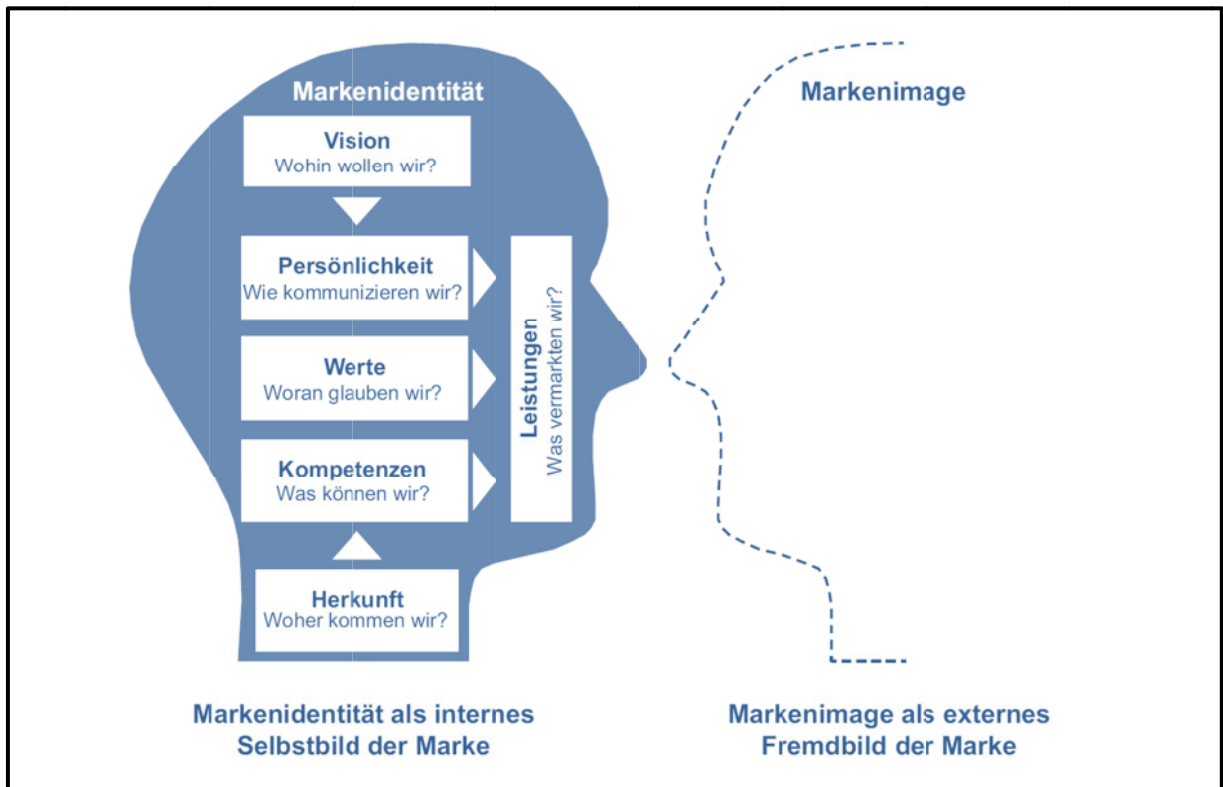 Markenidentität
Vision
Wohin wollen wir?
Persönlichkeit
Wie kommunizieren wir?
Werte
Woran glauben wir?
Kompetenzen
Was können wir?
Herkunft
Woher kommen wir?
Leistungen
Was vermarkten wir?
Markenidentität als internes
Selbstbild der Marke
Markenimage
Markenimage als externes
Fremdbild der Marke